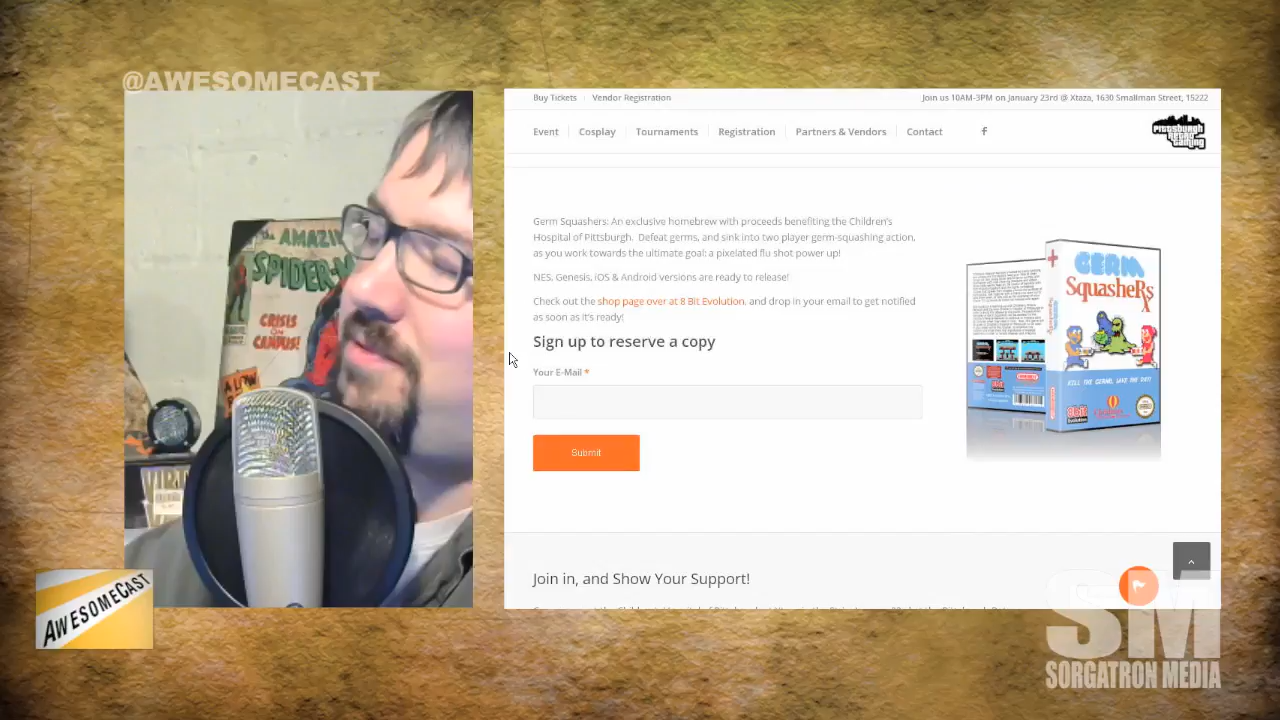 @AWESOMECAST
Buy Tickets
Vendor Registration
Join us 10AM-3PM on January 23rd @ Xtaza, 1630 Smallman Street, 15222
Event
Cosplay
Tournaments
Registration
Partners & Vendors
Contact
PITTSBURGH
RETRO
GAMING
AMAZI
SPIDER-M
CRISIS
ON
CAMPUS!
Germ Squashers: An exclusive homebrew with proceeds benefiting the Children's
Hospital of Pittsburgh. Defeat germs, and sink into two player germ-squashing action,
as you work towards the ultimate goal: a pixelated flu shot power up!
NES, Genesis, iOS & Android versions are ready to release!
Check out the shop page over at 8 Bit Evolution, and drop in your email to get notified
as soon as it's ready!
Sign up to reserve a copy
Your E-Mail *
Submit
GERM
SQUASHERS
KILL THE GERMS, SAVE THE DAY!
Join in, and Show Your Support!
AWESOMECAST
SM
SORGATRON MEDIA